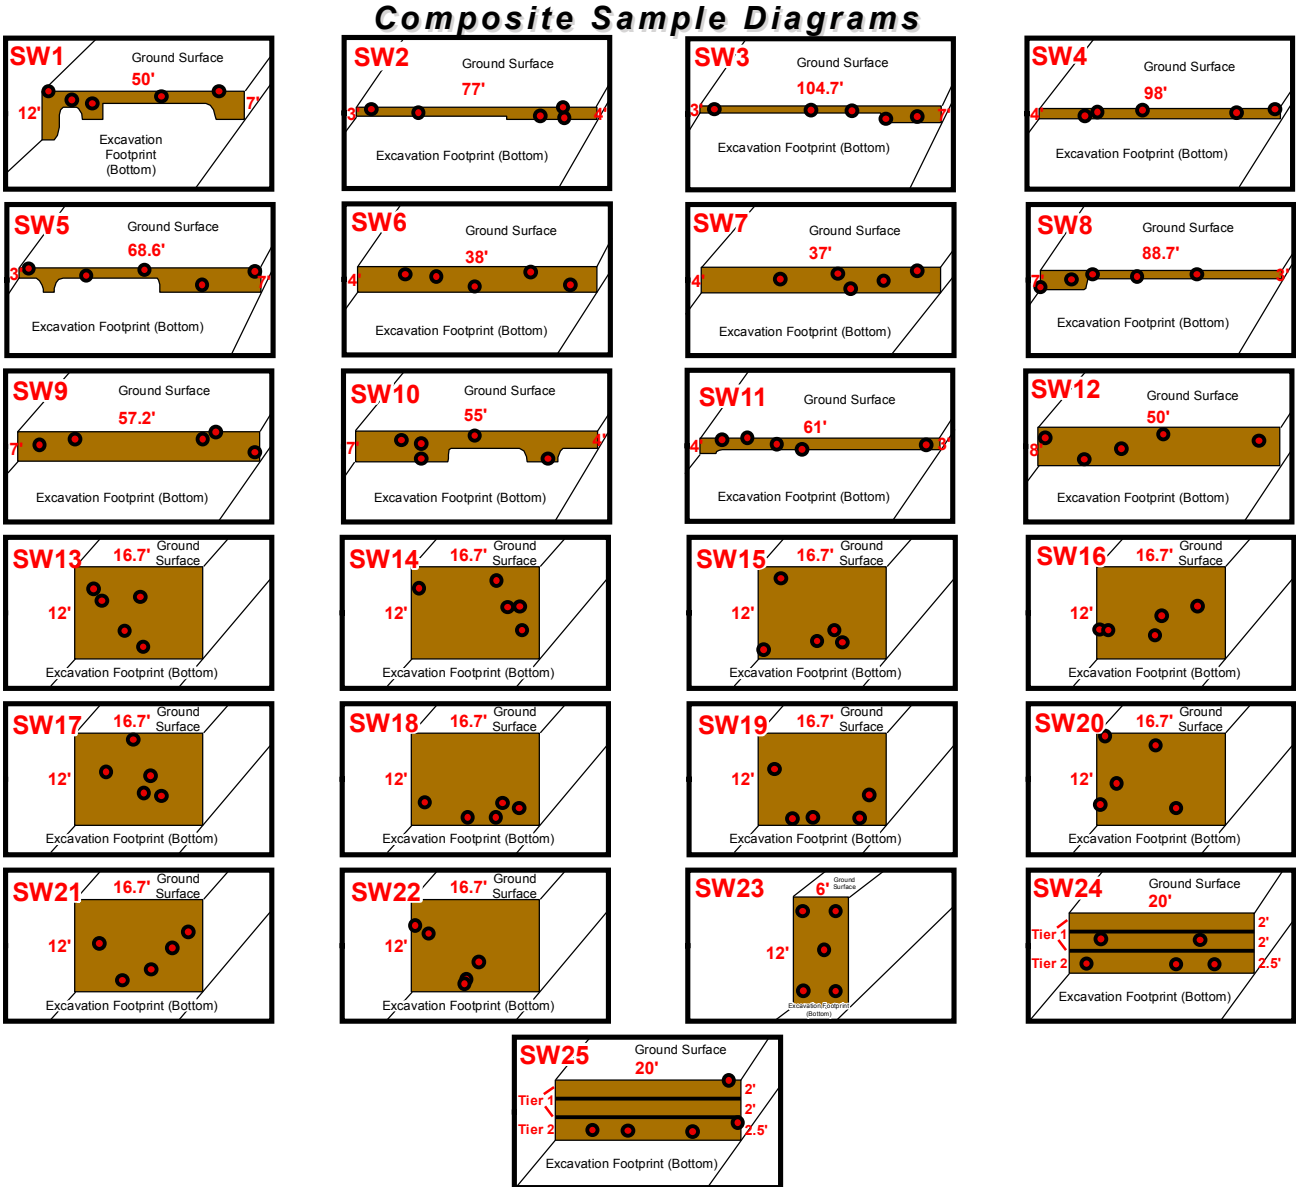 Composite Sample Diagrams
SW1
Ground Surface
50'
12'
7'
Excavation
Footprint
(Bottom)
SW2
Ground Surface
77'
3'
4'
Excavation Footprint (Bottom)
SW3
Ground Surface
104.7'
3'
7'
Excavation Footprint (Bottom)
SW4
Ground Surface
98'
4'
Excavation Footprint (Bottom)
SW5
Ground Surface
68.6'
3'
7'
Excavation Footprint (Bottom)
SW6
Ground Surface
38'
4'
Excavation Footprint (Bottom)
SW7
Ground Surface
37'
4'
Excavation Footprint (Bottom)
SW8
Ground Surface
88.7'
7'
3'
Excavation Footprint (Bottom)
SW9
Ground Surface
57.2'
7'
Excavation Footprint (Bottom)
SW10
Ground Surface
55'
7'
4'
Excavation Footprint (Bottom)
SW11
Ground Surface
61'
4'
3'
Excavation Footprint (Bottom)
SW12
Ground Surface
50'
8'
Excavation Footprint (Bottom)
SW13
16.7'
Ground
Surface
12'
Excavation Footprint (Bottom)
SW14
16.7'
Ground
Surface
12'
Excavation Footprint (Bottom)
SW15
16.7'
Ground
Surface
12'
Excavation Footprint (Bottom)
SW16
16.7'
Ground
Surface
12'
Excavation Footprint (Bottom)
SW17
16.7'
Ground
Surface
12'
Excavation Footprint (Bottom)
SW18
16.7'
Ground
Surface
12'
Excavation Footprint (Bottom)
SW19
16.7'
Ground
Surface
12'
Excavation Footprint (Bottom)
SW20
16.7'
Ground
Surface
12'
Excavation Footprint (Bottom)
SW21
16.7'
Ground
Surface
12'
Excavation Footprint (Bottom)
SW22
16.7'
Ground
Surface
12'
Excavation Footprint (Bottom)
SW23
6'
Ground
Surface
12'
Excavation Footprint
(Bottom)
SW24
Ground Surface
20'
Tier 1
2'
2'
Tier 2
2.5'
Excavation Footprint (Bottom)
SW25
Ground Surface
20'
Tier 1
2'
2'
Tier 2
2.5'
Excavation Footprint (Bottom)